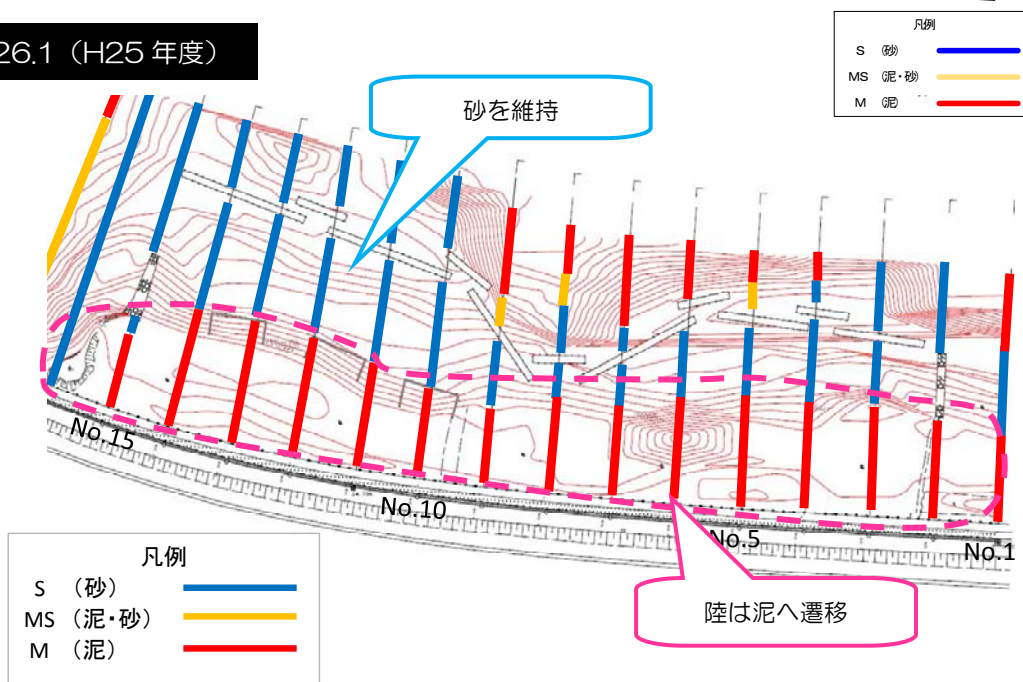 26.1（H25 年度）
凡例
S （砂）
MS （泥・砂）
M （泥）
砂を維持
No.15
No.10
No.5
No.1
陸は泥へ遷移
凡例
S （砂）
MS （泥・砂）
M （泥）